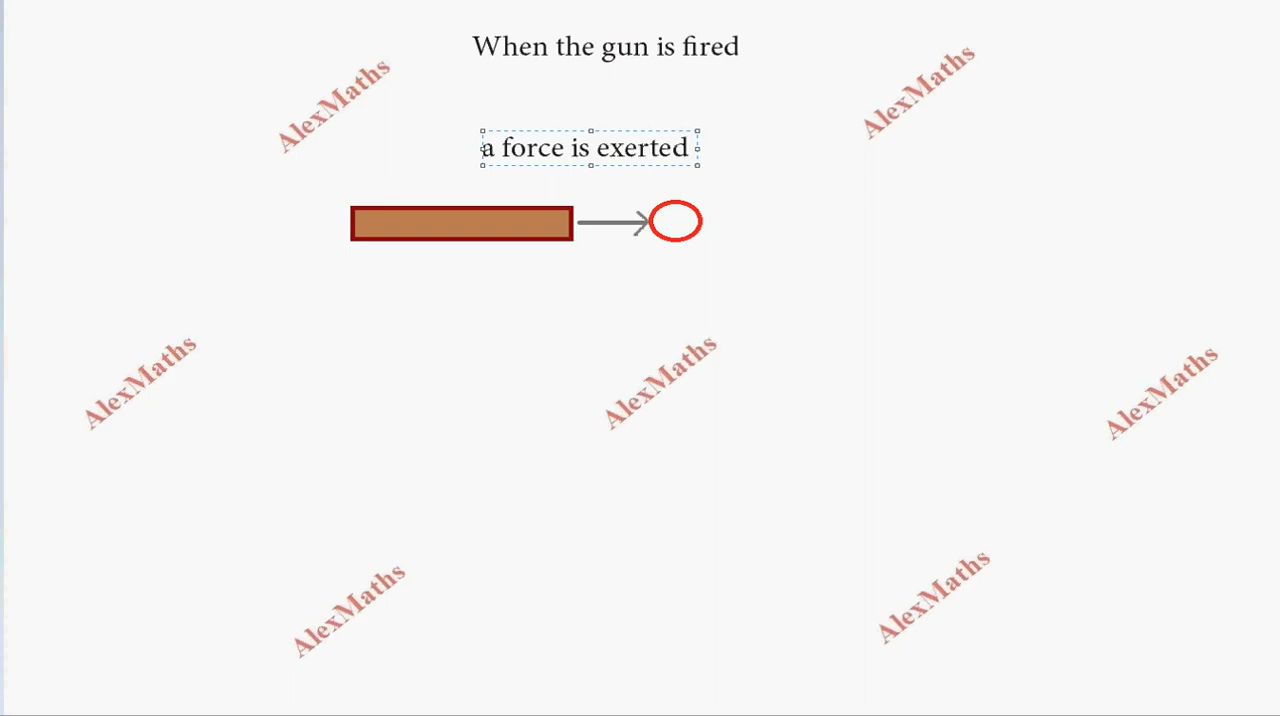 When the gun is fired
AlexMaths
AlexMaths
a force is exerted
AlexMaths
AlexMaths
AlexMaths
AlexMaths
AlexMaths